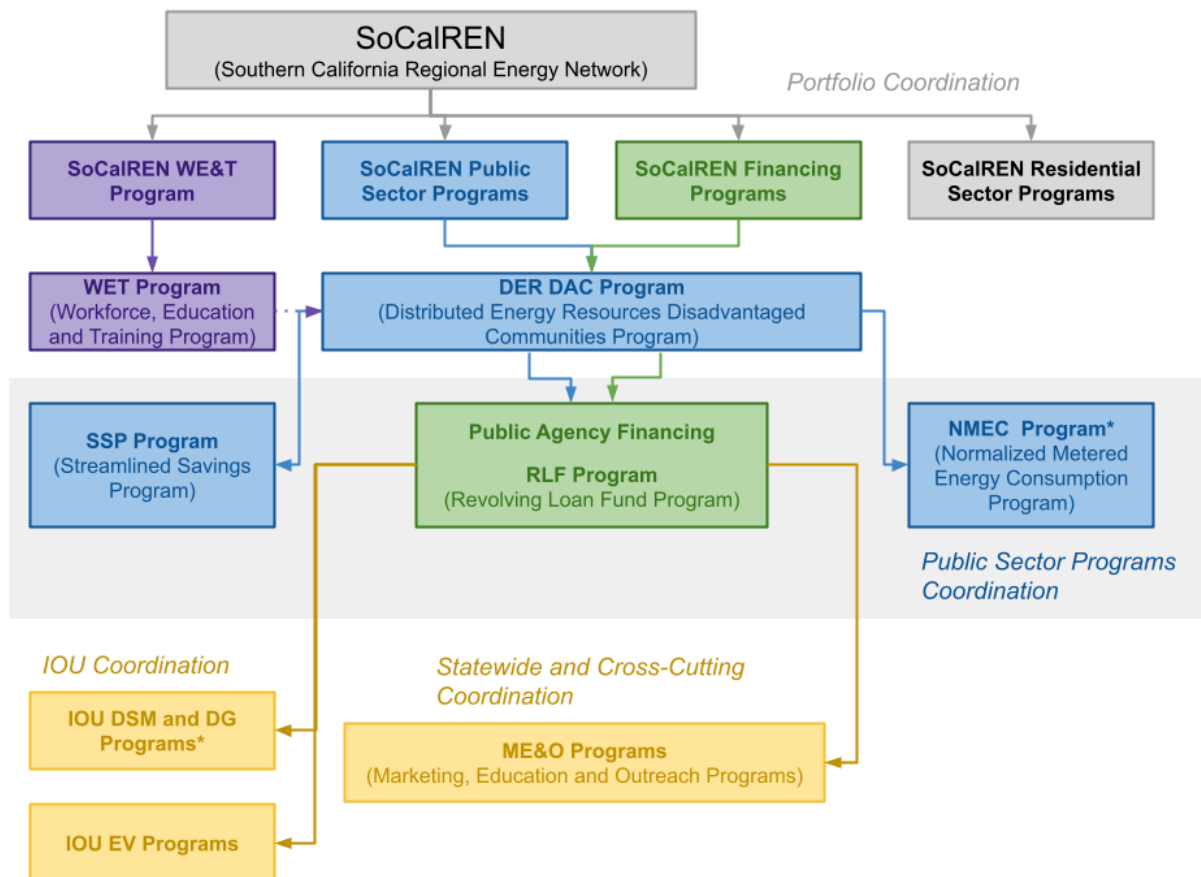 SoCalREN
(Southern California Regional Energy Network)
Portfolio Coordination
SoCalREN WE&T
Program
SoCalREN Public
Sector Programs
SoCalREN Financing
Programs
SoCalREN Residential
Sector Programs
WET Program
(Workforce, Education
and Training Program)
DER DAC Program
(Distributed Energy Resources Disadvantaged
Communities Program)
SSP Program
(Streamlined Savings
Program)
Public Agency Financing
RLF Program
(Revolving Loan Fund Program)
NMEC Program*
(Normalized Metered
Energy Consumption
Program)
Public Sector Programs
Coordination
IOU Coordination
Statewide and Cross-Cutting
Coordination
IOU DSM and DG
Programs*
ME&O Programs
(Marketing, Education and Outreach Programs)
IOU EV Programs